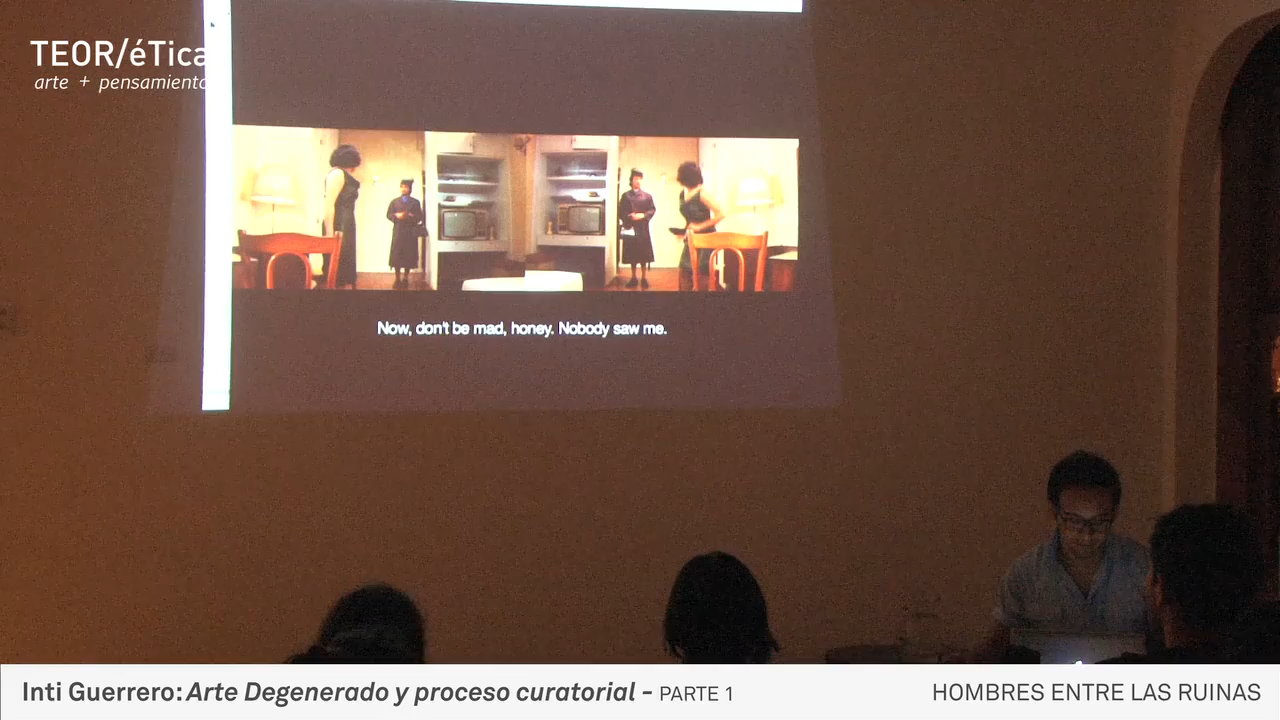 TEOR/éTica
arte + pensamiento
Now, don't be mad, honey. Nobody saw me.
Inti Guerrero: Arte Degenerado y proceso curatorial - PARTE 1
HOMBRES ENTRE LAS RUINAS